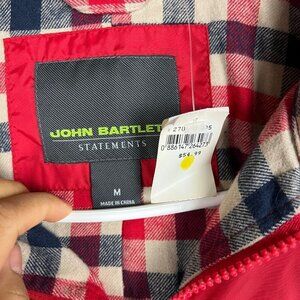 JOHN BARTLETT
STATEMENTS
M
MADE IN CHINA
$54.99